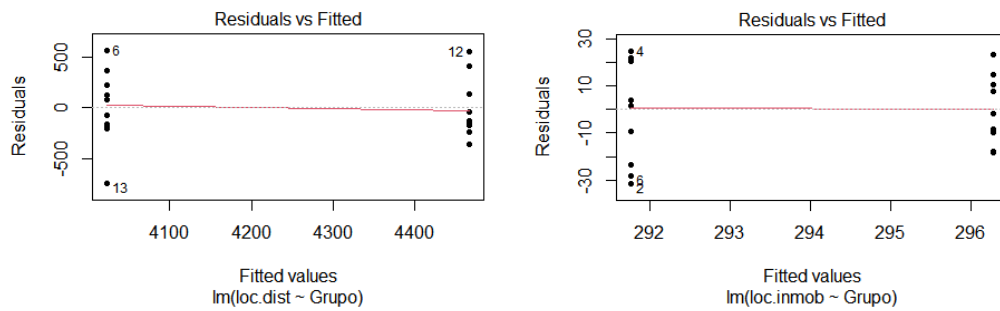 Residuals vs Fitted
Residuals
500
0
-500
6
12
13
4100 4200 4300 4400
Fitted values
lm(loc.dist ~ Grupo)
Residuals vs Fitted
Residuals
30
10
-10
-30
4
6
2
292 293 294 295 296
Fitted values
lm(loc.inmob ~ Grupo)